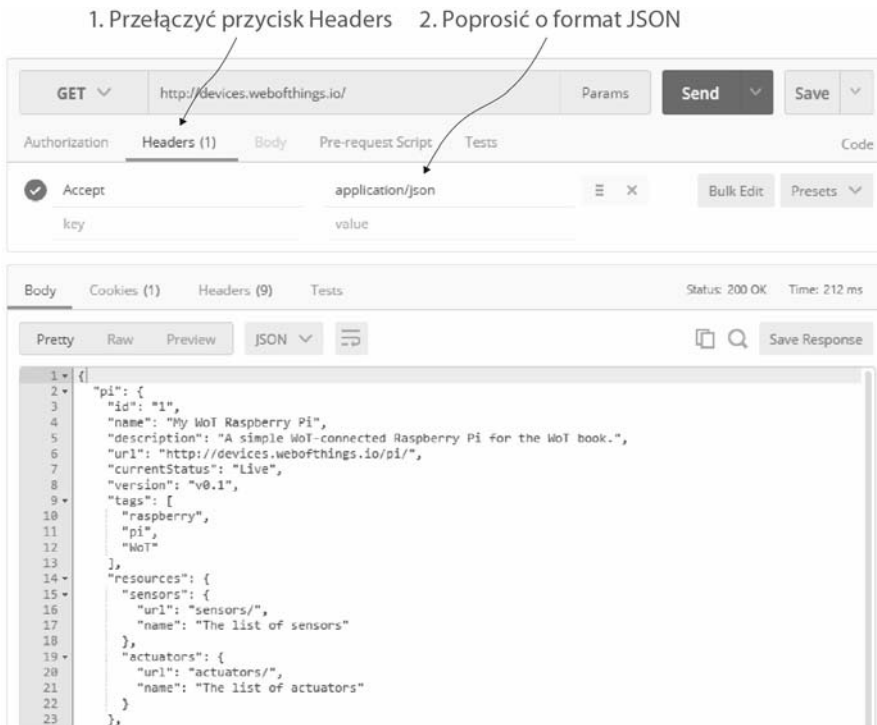 1. Przełączyć przycisk Headers 2. Poprosić o format JSON
GET http://devices.webofthings.io/ Params Send Save
Authorization Headers (1) Body Pre-request Script Tests Code
Accept application/json Bulk Edit Presets
key value
Body Cookies (1) Headers (9) Tests Status: 200 OK Time: 212 ms
Pretty Raw Preview JSON Save Response
1 {
2 "pi": {
3 "id": "1",
4 "name": "My WoT Raspberry Pi",
5 "description": "A simple WoT-connected Raspberry Pi for the WoT book.",
6 "url": "http://devices.webofthings.io/pi/",
7 "currentStatus": "Live",
8 "version": "v0.1",
9 "tags": [
10 "raspberry",
11 "pi",
12 "WoT"
13 ],
14 "resources": {
15 "sensors": {
16 "url": "sensors/",
17 "name": "The list of sensors"
18 },
19 "actuators": {
20 "url": "actuators/",
21 "name": "The list of actuators"
22 }
23 },